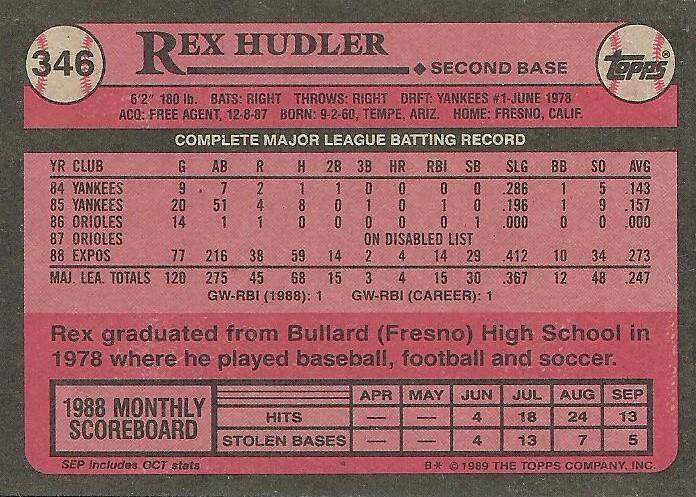 346
REX HUDLER
SECOND BASE
TOPPS
6'2" 180 lb. BATS: RIGHT THROWS: RIGHT DRFT: YANKEES #1-JUNE 1978
ACQ: FREE AGENT, 12-8-87 BORN: 9-2-60, TEMPE, ARIZ. HOME: FRESNO, CALIF.
COMPLETE MAJOR LEAGUE BATTING RECORD
YR CLUB G AB R H 2B 3B HR RBI SB SLG BB SO AVG
84 YANKEES 9 7 2 1 1 0 0 0 0 .286 1 5 .143
85 YANKEES 20 51 4 8 0 1 0 1 0 .196 1 9 .157
86 ORIOLES 14 1 1 0 0 0 0 0 1 .000 0 0 .000
87 ORIOLES ON DISABLED LIST
88 EXPOS 77 216 38 59 14 2 4 14 29 .412 10 34 .273
MAJ. LEA. TOTALS 120 275 45 68 15 3 4 15 30 .367 12 48 .247
GW-RBI (1988): 1 GW-RBI (CAREER): 1
Rex graduated from Bullard (Fresno) High School in
1978 where he played baseball, football and soccer.
1988 MONTHLY
SCOREBOARD
APR MAY JUN JUL AUG SEP
HITS — — 4 18 24 13
STOLEN BASES — — 4 13 7 5
SEP includes OCT stats
B* © 1989 THE TOPPS COMPANY, INC.